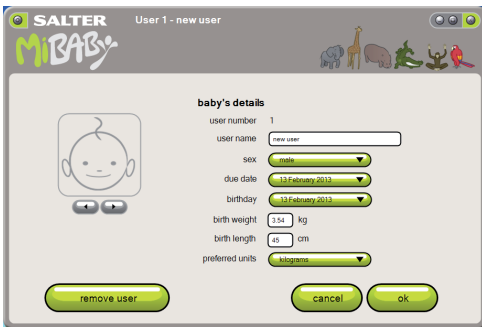 SALTER User 1 - new user
MiBABY
baby's details
user number 1
user name new user
sex male
due date 13 February 2013
birthday 13 February 2013
birth weight 3.54 kg
birth length 45 cm
preferred units kilograms
remove user cancel ok